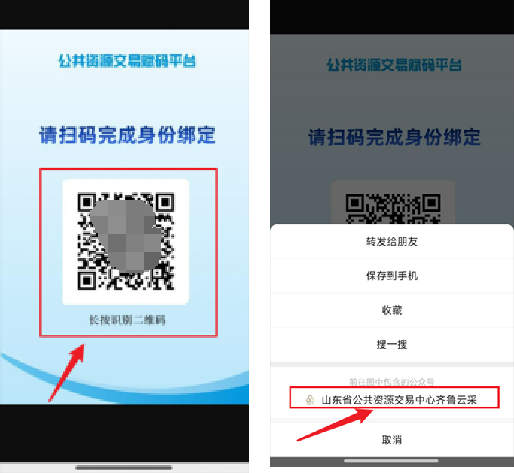 公共资源交易赋码平台
请扫码完成身份绑定
长按识别二维码
公共资源交易赋码平台
请扫码完成身份绑定
转发给朋友
保存到手机
收藏
搜一搜
前往图中包含的公众号
山东省公共资源交易中心齐鲁云采
取消